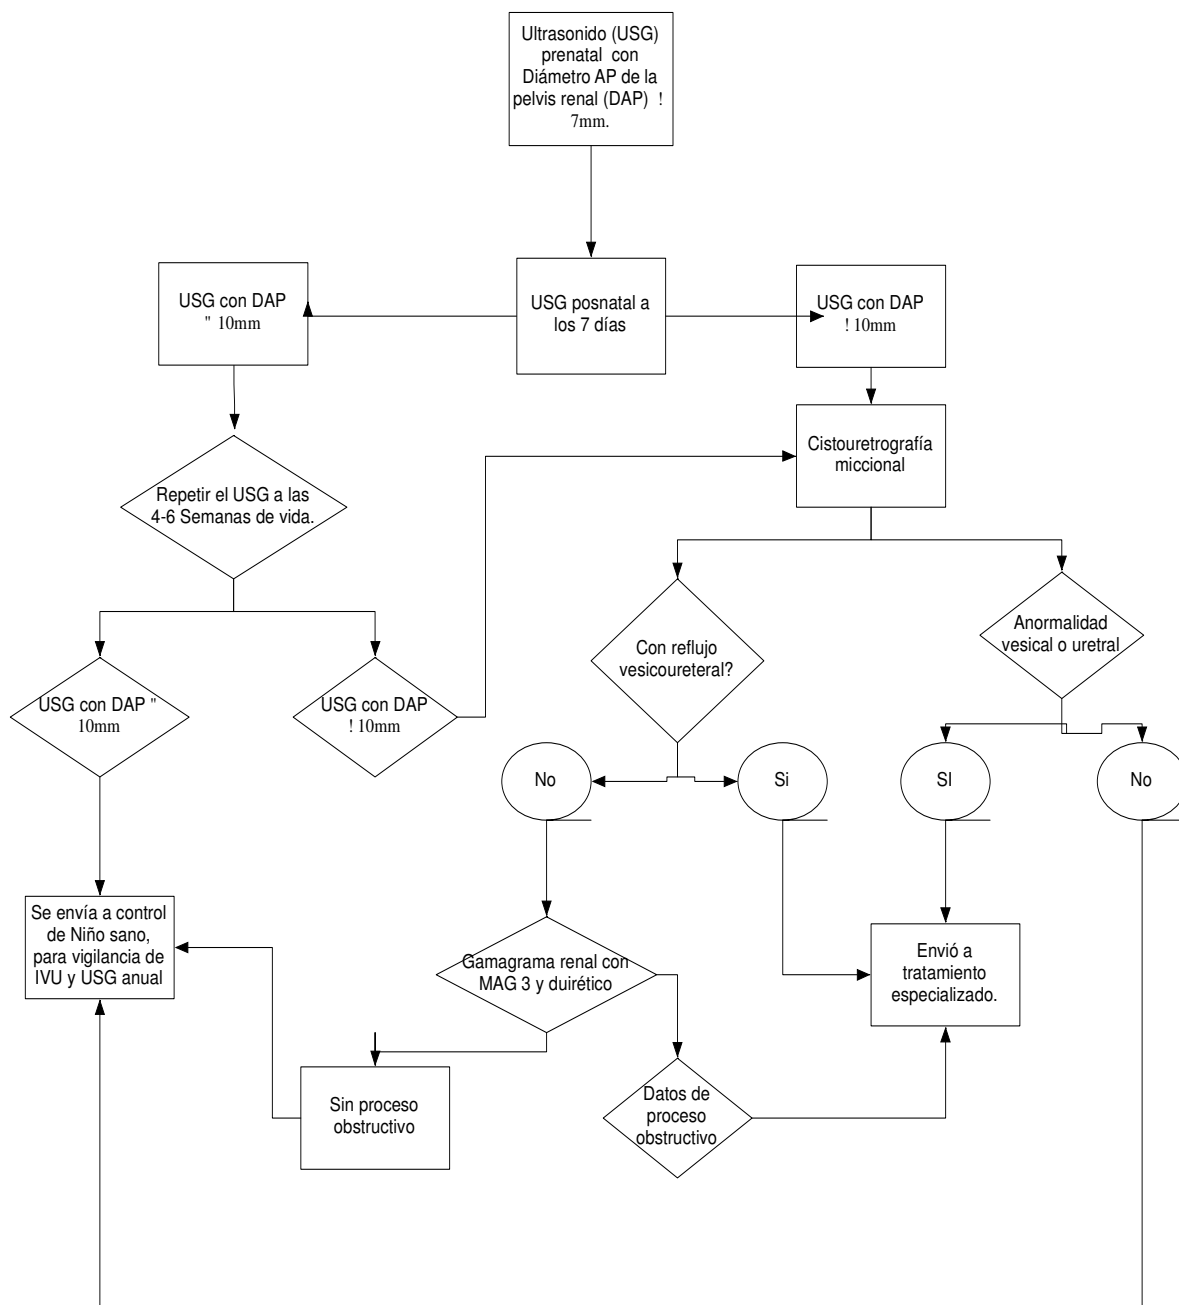 Ultrasonido (USG)
prenatal con
Diámetro AP de la
pelvis renal (DAP) !
7mm.
USG con DAP
" 10mm
USG posnatal a
los 7 días
USG con DAP
! 10mm
Cistouretrografía
miccional
Repetir el USG a las
4-6 Semanas de vida.
Con reflujo
vesicoureteral?
Anormalidad
vesical o uretral
USG con DAP "
10mm
USG con DAP
! 10mm
No
Si
SI
No
Se envía a control
de Niño sano,
para vigilancia de
IVU y USG anual
Gamagrama renal con
MAG 3 y duirético
Envió a
tratamiento
especializado.
Sin proceso
obstructivo
Datos de
proceso
obstructivo